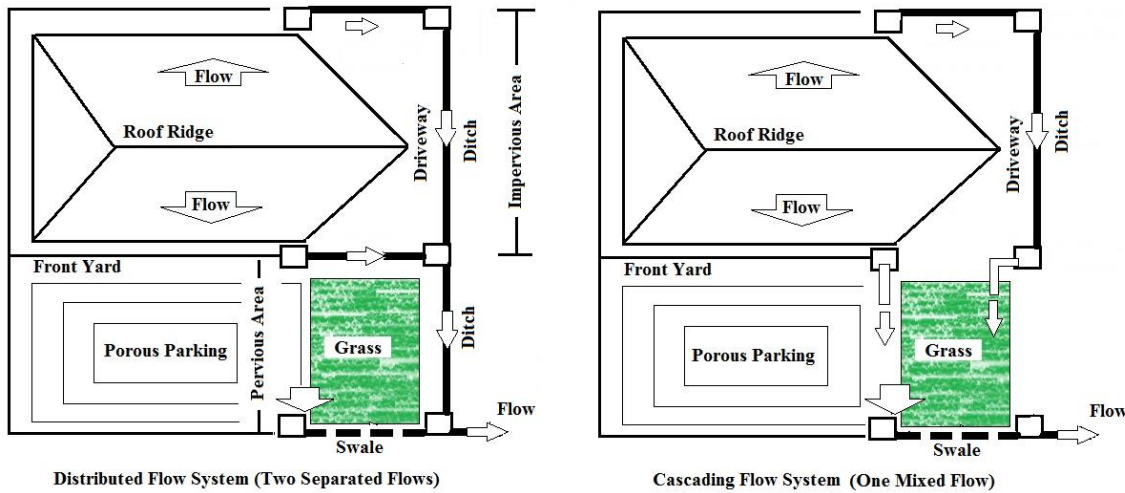 Flow
Roof Ridge
Flow
Driveway
Ditch
Impervious Area
Front Yard
Pervious Area
Porous Parking
Grass
Ditch
Flow
Swale
Distributed Flow System (Two Separated Flows)
Flow
Roof Ridge
Flow
Driveway
Ditch
Front Yard
Porous Parking
Grass
Flow
Swale
Cascading Flow System (One Mixed Flow)